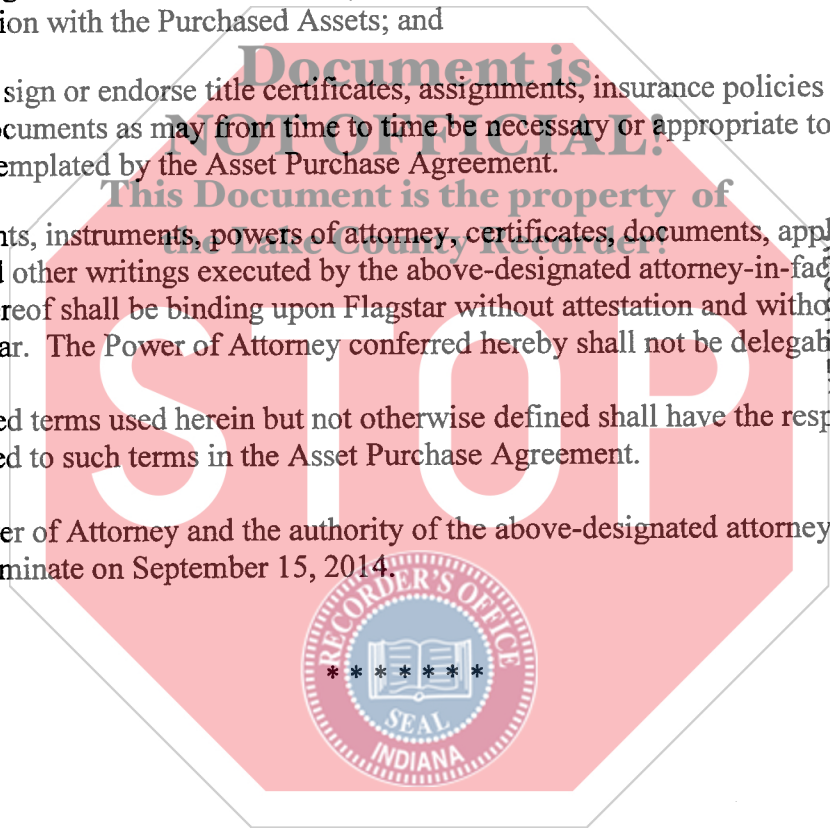 ion with the Purchased Assets; and
Document is
sign or endorse title certificates, assignments, insurance policies
NOT OFFICIAL!
ocuments as may from time to time be necessary or appropriate to
emplated by the Asset Purchase Agreement.
This Document is the property of
nts, instruments, powers of attorney, certificates, documents, appl
the Lake County Recorder!
l other writings executed by the above-designated attorney-in-fac
reof shall be binding upon Flagstar without attestation and witho
ar. The Power of Attorney conferred hereby shall not be delegab
STOP
ed terms used herein but not otherwise defined shall have the resp
ed to such terms in the Asset Purchase Agreement.
er of Attorney and the authority of the above-designated attorney
minate on September 15, 2014.
RECORDER'S OFFICE
* * * * * * *
SEAL
INDIANA